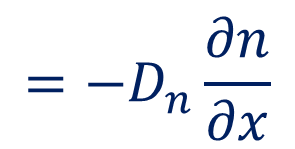 = −Dₙ ∂n/∂x